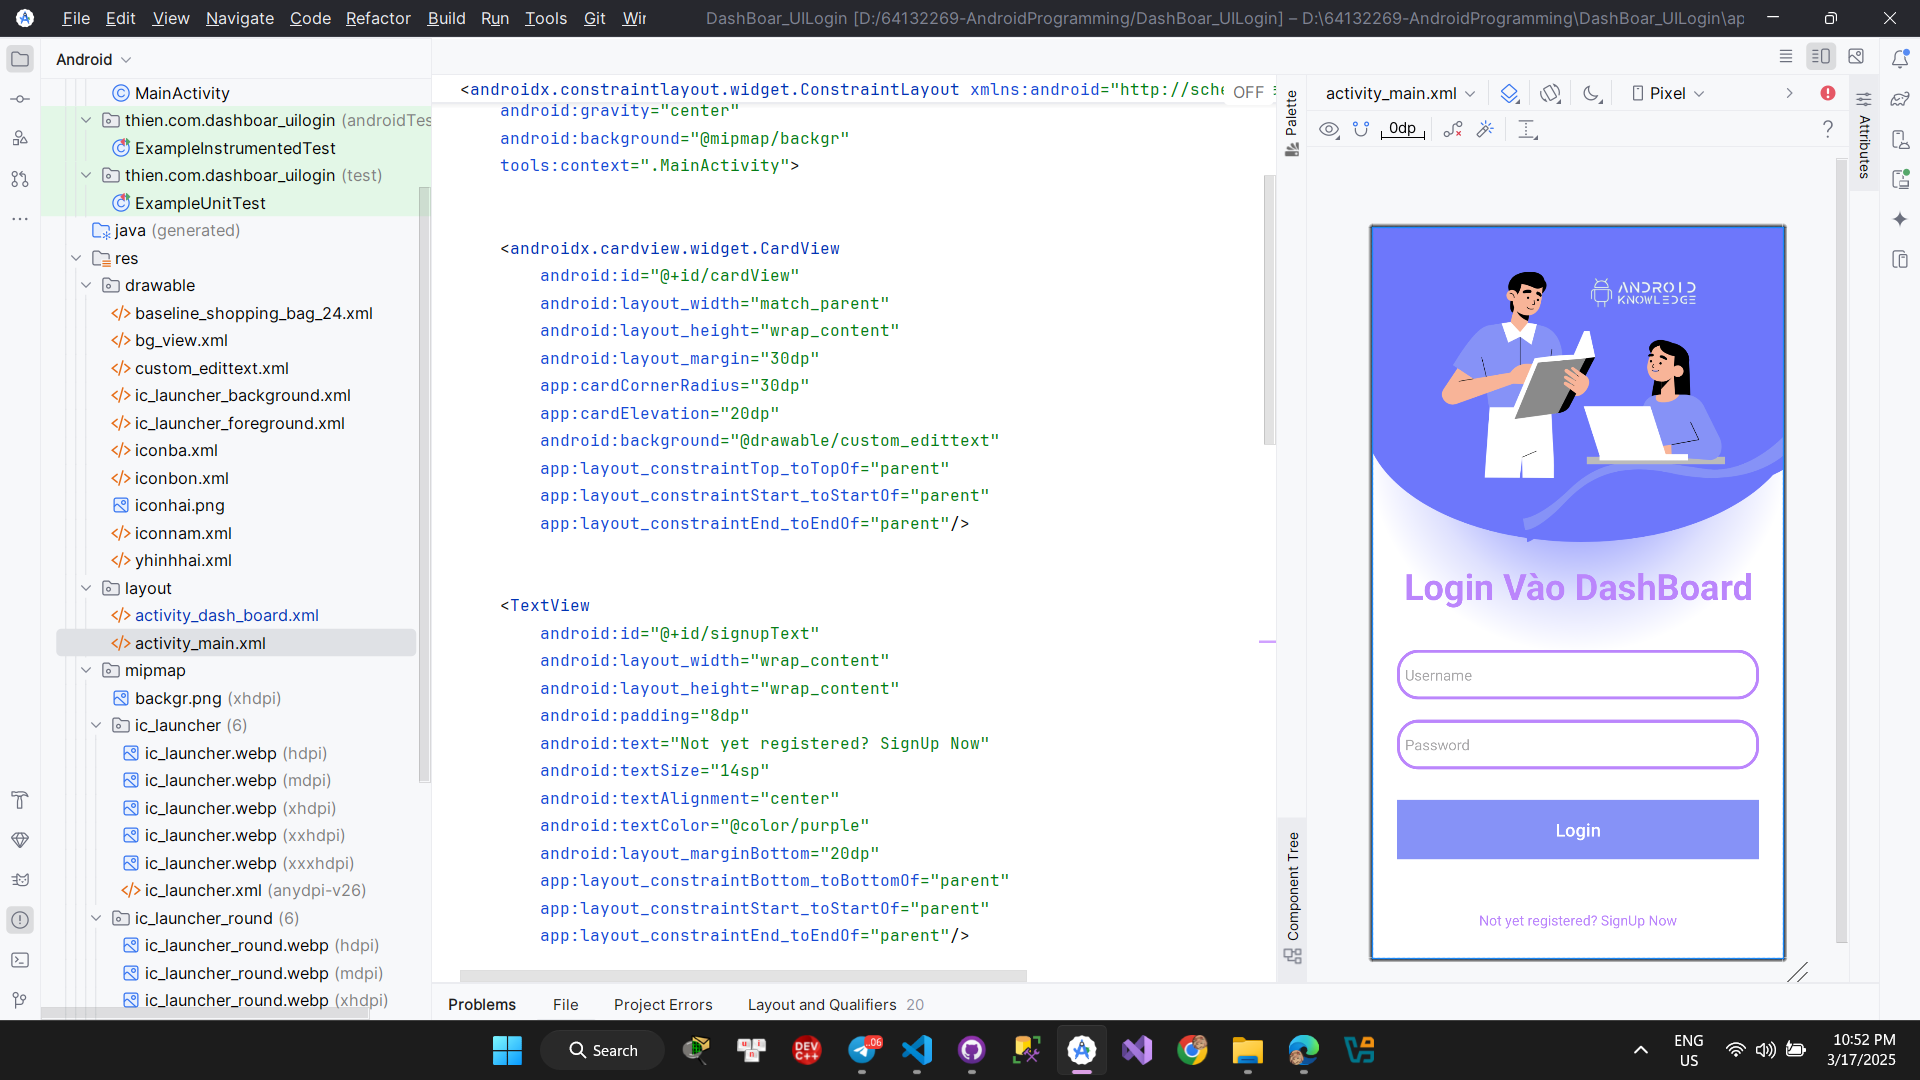 File Edit View Navigate Code Refactor Build Run Tools Git Wir
DashBoar_UILogin [D:/64132269-AndroidProgramming/DashBoar_UILogin] – D:\64132269-AndroidProgramming\DashBoar_UILogin\ap
Android
MainActivity
thien.com.dashboar_uilogin (androidTes
ExampleInstrumentedTest
thien.com.dashboar_uilogin (test)
ExampleUnitTest
java (generated)
res
drawable
baseline_shopping_bag_24.xml
bg_view.xml
custom_edittext.xml
ic_launcher_background.xml
ic_launcher_foreground.xml
iconba.xml
iconbon.xml
iconhai.png
iconnam.xml
yhinhhai.xml
layout
activity_dash_board.xml
activity_main.xml
mipmap
backgr.png (xhdpi)
ic_launcher (6)
ic_launcher.webp (hdpi)
ic_launcher.webp (mdpi)
ic_launcher.webp (xhdpi)
ic_launcher.webp (xxhdpi)
ic_launcher.webp (xxxhdpi)
ic_launcher.xml (anydpi-v26)
ic_launcher_round (6)
ic_launcher_round.webp (hdpi)
ic_launcher_round.webp (mdpi)
ic_launcher_round.webp (xhdpi)
<androidx.constraintlayout.widget.ConstraintLayout xmlns:android="http://sche
OFF
android:gravity="center"
android:background="@mipmap/backgr"
tools:context=".MainActivity">
<androidx.cardview.widget.CardView
android:id="@+id/cardView"
android:layout_width="match_parent"
android:layout_height="wrap_content"
android:layout_margin="30dp"
app:cardCornerRadius="30dp"
app:cardElevation="20dp"
android:background="@drawable/custom_edittext"
app:layout_constraintTop_toTopOf="parent"
app:layout_constraintStart_toStartOf="parent"
app:layout_constraintEnd_toEndOf="parent"/>
<TextView
android:id="@+id/signupText"
android:layout_width="wrap_content"
android:layout_height="wrap_content"
android:padding="8dp"
android:text="Not yet registered? SignUp Now"
android:textSize="14sp"
android:textAlignment="center"
android:textColor="@color/purple"
android:layout_marginBottom="20dp"
app:layout_constraintBottom_toBottomOf="parent"
app:layout_constraintStart_toStartOf="parent"
app:layout_constraintEnd_toEndOf="parent"/>
Palette
Component Tree
activity_main.xml
Pixel
0dp
Attributes
ANDROID
KNOWLEDGE
Login Vào DashBoard
Username
Password
Login
Not yet registered? SignUp Now
Problems File Project Errors Layout and Qualifiers 20
Search
DEV
C++
.06
ENG
US
10:52 PM
3/17/2025